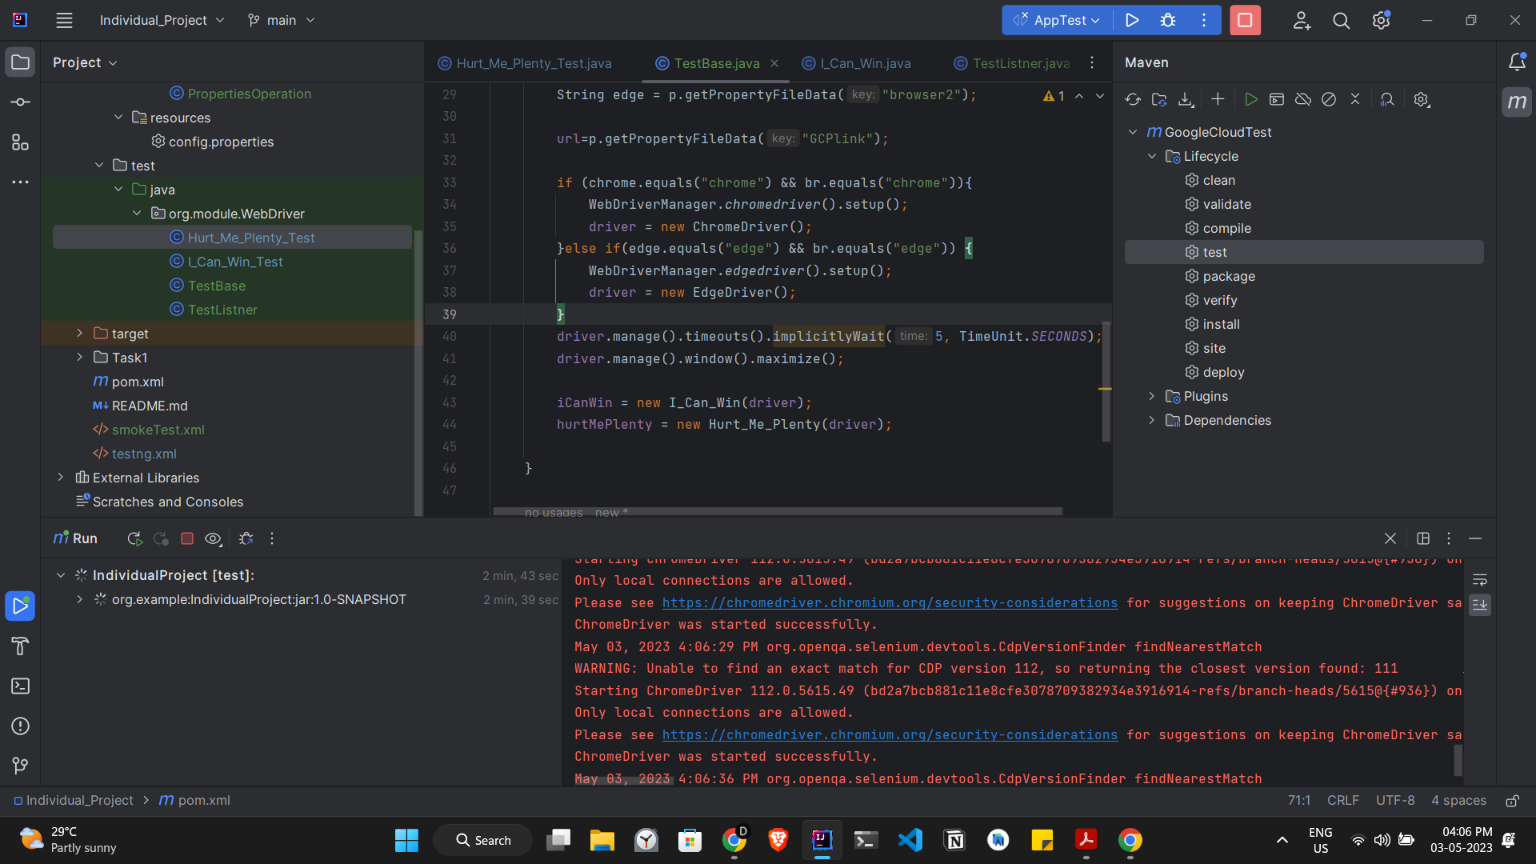 Individual_Project
main
AppTest
Project
Hurt_Me_Plenty_Test.java
TestBase.java
I_Can_Win.java
TestListner.java
Maven
PropertiesOperation
resources
config.properties
test
java
org.module.WebDriver
Hurt_Me_Plenty_Test
I_Can_Win_Test
TestBase
TestListner
target
Task1
m pom.xml
M↓ README.md
smokeTest.xml
testng.xml
External Libraries
Scratches and Consoles
29 String edge = p.getPropertyFileData( key: "browser2");
1
30
31 url=p.getPropertyFileData( key: "GCPlink");
32
33 if (chrome.equals("chrome") && br.equals("chrome")){
34 WebDriverManager.chromedriver().setup();
35 driver = new ChromeDriver();
36 }else if(edge.equals("edge") && br.equals("edge")) {
37 WebDriverManager.edgedriver().setup();
38 driver = new EdgeDriver();
39 }
40 driver.manage().timeouts().implicitlyWait( time: 5, TimeUnit.SECONDS);
41 driver.manage().window().maximize();
42
43 iCanWin = new I_Can_Win(driver);
44 hurtMePlenty = new Hurt_Me_Plenty(driver);
45
46 }
47
no usages new *
m
m GoogleCloudTest
Lifecycle
clean
validate
compile
test
package
verify
install
site
deploy
Plugins
Dependencies
m Run
IndividualProject [test]: 2 min, 43 sec
org.example:IndividualProject:jar:1.0-SNAPSHOT 2 min, 39 sec
Starting ChromeDriver 112.0.5615.49 (bd2a7bcb881c11e8cfe3078709382934e3916914-refs/branch-heads/5615@{#936}) on
Only local connections are allowed.
Please see https://chromedriver.chromium.org/security-considerations for suggestions on keeping ChromeDriver sa
ChromeDriver was started successfully.
May 03, 2023 4:06:29 PM org.openqa.selenium.devtools.CdpVersionFinder findNearestMatch
WARNING: Unable to find an exact match for CDP version 112, so returning the closest version found: 111
Starting ChromeDriver 112.0.5615.49 (bd2a7bcb881c11e8cfe3078709382934e3916914-refs/branch-heads/5615@{#936}) on
Only local connections are allowed.
Please see https://chromedriver.chromium.org/security-considerations for suggestions on keeping ChromeDriver sa
ChromeDriver was started successfully.
May 03, 2023 4:06:36 PM org.openqa.selenium.devtools.CdpVersionFinder findNearestMatch
Individual_Project > m pom.xml
71:1 CRLF UTF-8 4 spaces
29°C
Partly sunny
Search
D
ENG
US
04:06 PM
03-05-2023